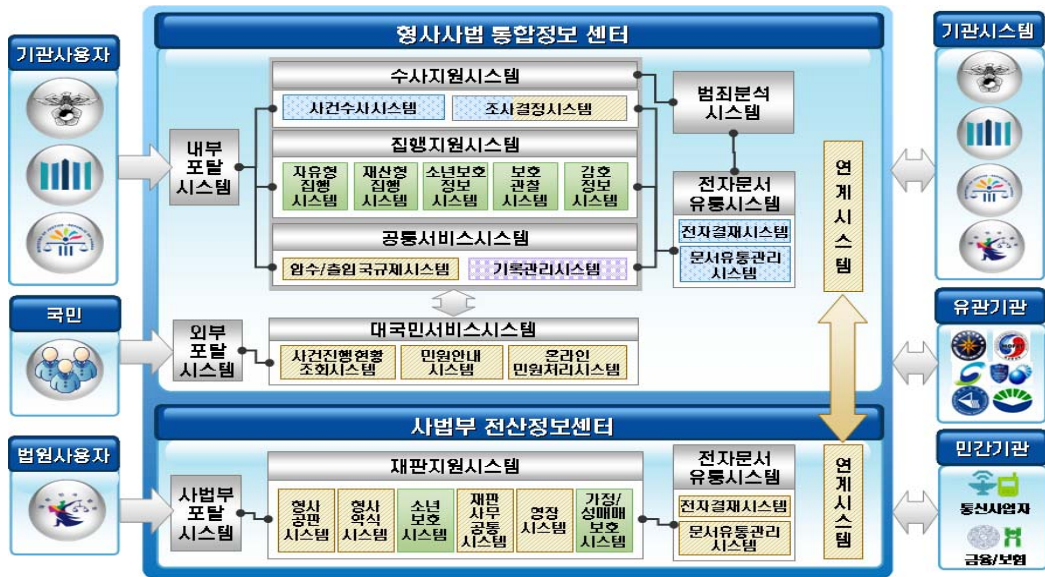 형사사법 통합정보 센터
기관사용자
내부
포탈
시스템
수사지원시스템
사건수사시스템
조사결정시스템
집행지원시스템
자유형
집행
시스템
재산형
집행
시스템
소년보호
정보
시스템
보호
관찰
시스템
감호
정보
시스템
공통서비스시스템
압수/출입국규제시스템
기록관리시스템
범죄분석
시스템
전자문서
유통시스템
전자결재시스템
문서유통관리
시스템
연계시스템
기관시스템
국민
외부
포탈
시스템
대국민서비스시스템
사건진행현황
조회시스템
민원안내
시스템
온라인
민원처리시스템
유관기관
사법부 전산정보센터
법원사용자
사법부
포탈
시스템
재판지원시스템
형사
공판
시스템
형사
약식
시스템
소년
보호
시스템
재판
사무
공통
시스템
영장
시스템
가정/
성매매
보호
시스템
전자문서
유통시스템
전자결재시스템
문서유통관리
시스템
연계시스템
민간기관
통신사업자
금융/보험